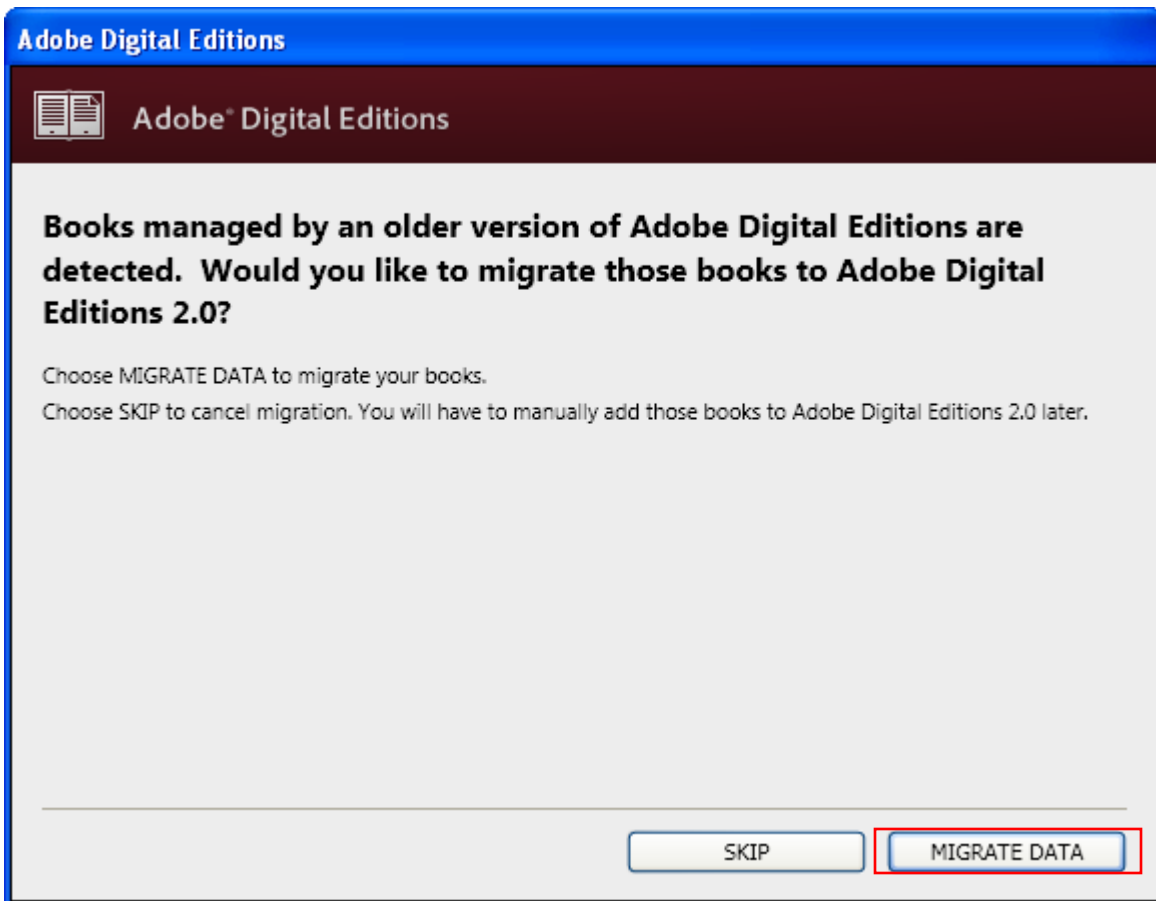 Adobe Digital Editions
Adobe® Digital Editions
Books managed by an older version of Adobe Digital Editions are
detected.  Would you like to migrate those books to Adobe Digital
Editions 2.0?
Choose MIGRATE DATA to migrate your books.
Choose SKIP to cancel migration. You will have to manually add those books to Adobe Digital Editions 2.0 later.
SKIP
MIGRATE DATA